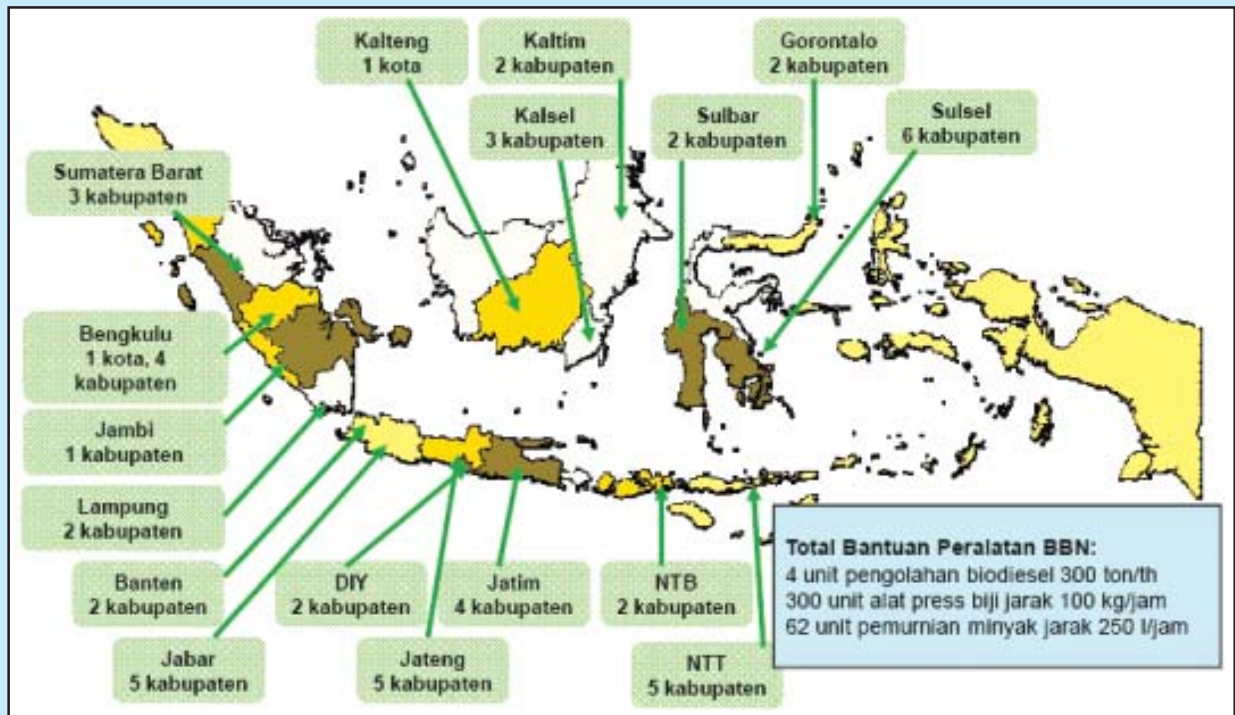 Kalteng
1 kota
Kaltim
2 kabupaten
Gorontalo
2 kabupaten
Kalsel
3 kabupaten
Sulbar
2 kabupaten
Sulsel
6 kabupaten
Sumatera Barat
3 kabupaten
Bengkulu
1 kota, 4
kabupaten
Jambi
1 kabupaten
Lampung
2 kabupaten
Banten
2 kabupaten
DIY
2 kabupaten
Jatim
4 kabupaten
NTB
2 kabupaten
Jabar
5 kabupaten
Jateng
5 kabupaten
NTT
5 kabupaten
Total Bantuan Peralatan BBN:
4 unit pengolahan biodiesel 300 ton/th
300 unit alat press biji jarak 100 kg/jam
62 unit pemurnian minyak jarak 250 l/jam